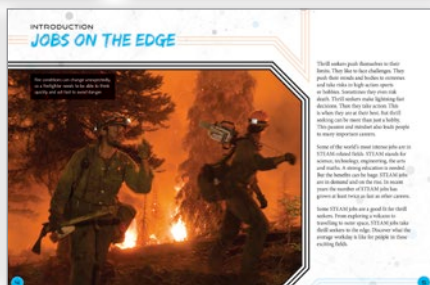 INTRODUCTION
JOBS ON THE EDGE
Fire conditions can change unexpectedly,
so a firefighter needs to be able to think
quickly and act fast to avoid danger.
Thrill seekers push themselves to their
limits. They like to face challenges. They
push their minds and bodies to extremes
and take risks in high-action sports
or hobbies. Sometimes they even risk
death. Thrill seekers make lightning-fast
decisions. Then they take action. This
is when they are at their best. But thrill
seeking can be more than just a hobby.
This passion and mindset also leads people
to many important careers.
Some of the world's most intense jobs are in
STEAM-related fields. STEAM stands for
science, technology, engineering, the arts
and maths. A strong education is needed.
But the benefits can be huge. STEAM jobs
are in demand and on the rise. In recent
years the number of STEAM jobs has
grown at least twice as fast as other careers.
Some STEAM jobs are a good fit for thrill
seekers. From exploring a volcano to
travelling to outer space, STEAM jobs take
thrill seekers to the edge. Discover what the
average workday is like for people in these
exciting fields.